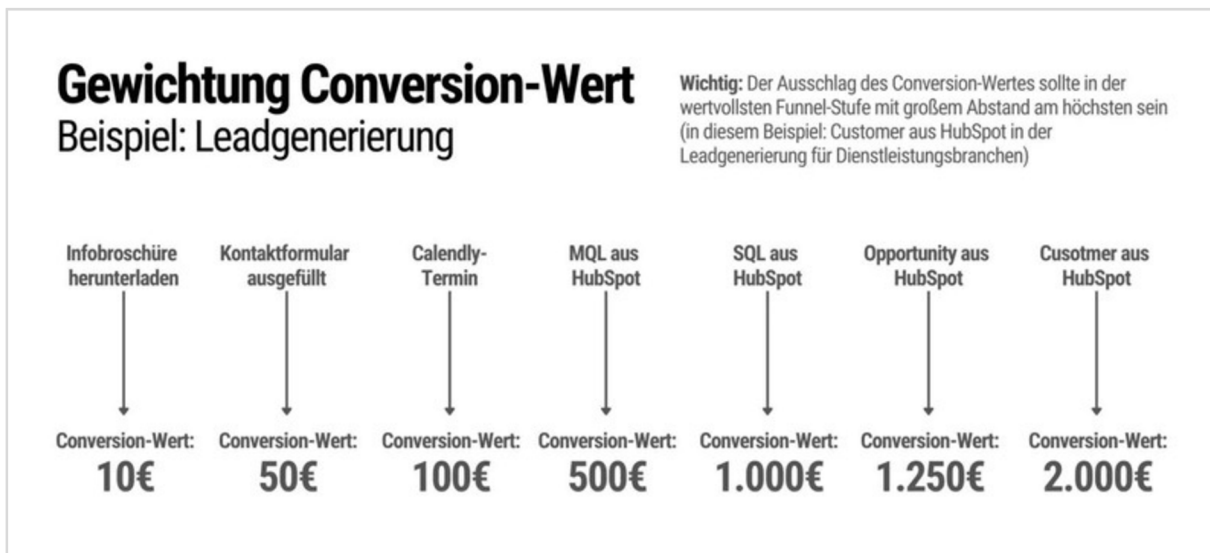 Gewichtung Conversion-Wert
Beispiel: Leadgenerierung
Wichtig: Der Ausschlag des Conversion-Wertes sollte in der
wertvollsten Funnel-Stufe mit großem Abstand am höchsten sein
(in diesem Beispiel: Customer aus HubSpot in der
Leadgenerierung für Dienstleistungsbranchen)
Infobroschüre
herunterladen
Kontaktformular
ausgefüllt
Calendly-
Termin
MQL aus
HubSpot
SQL aus
HubSpot
Opportunity aus
HubSpot
Cusotmer aus
HubSpot
Conversion-Wert:
10€
Conversion-Wert:
50€
Conversion-Wert:
100€
Conversion-Wert:
500€
Conversion-Wert:
1.000€
Conversion-Wert:
1.250€
Conversion-Wert:
2.000€